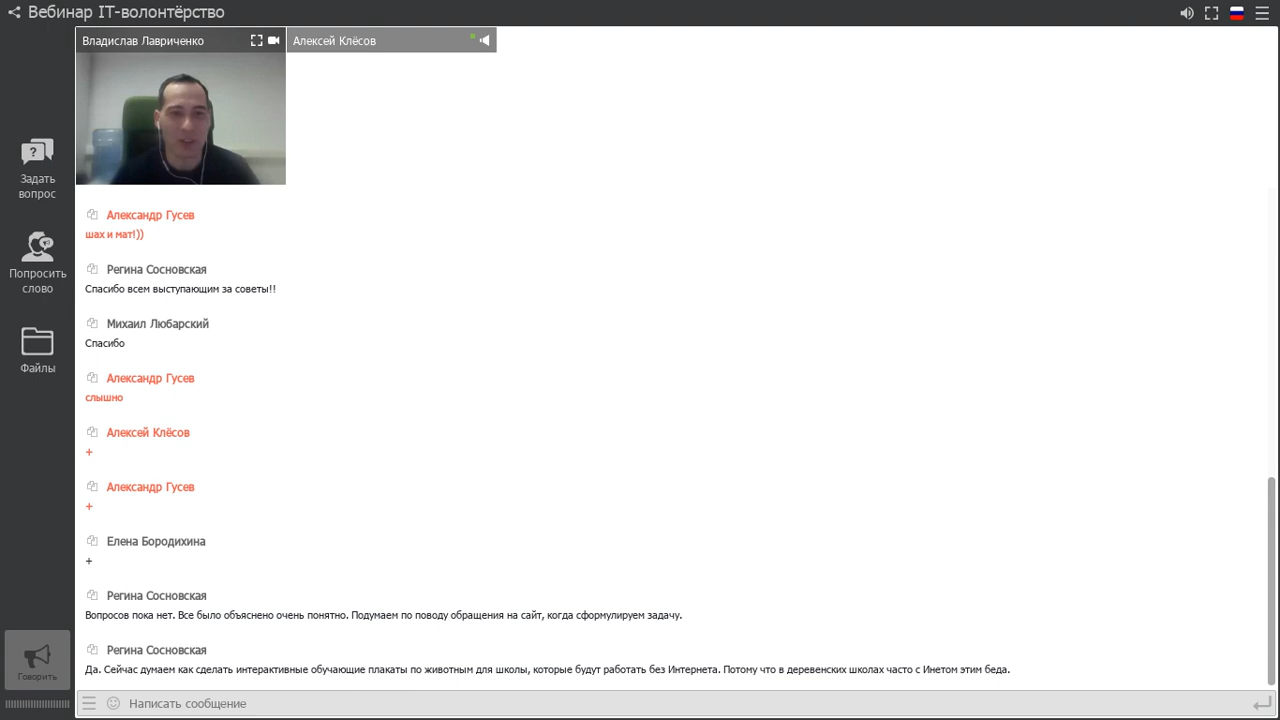 Вебинар IT-волонтёрство
Владислав Лавриченко
Алексей Клёсов
Задать
вопрос
Попросить
слово
Файлы
Александр Гусев
шах и мат!))
Регина Сосновская
Спасибо всем выступающим за советы!!
Михаил Любарский
Спасибо
Александр Гусев
слышно
Алексей Клёсов
+
Александр Гусев
+
Елена Бородихина
+
Регина Сосновская
Вопросов пока нет. Все было объяснено очень понятно. Подумаем по поводу обращения на сайт, когда сформулируем задачу.
Регина Сосновская
Да. Сейчас думаем как сделать интерактивные обучающие плакаты по животным для школы, которые будут работать без Интернета. Потому что в деревенских школах часто с Инетом этим беда.
Говорить
Написать сообщение